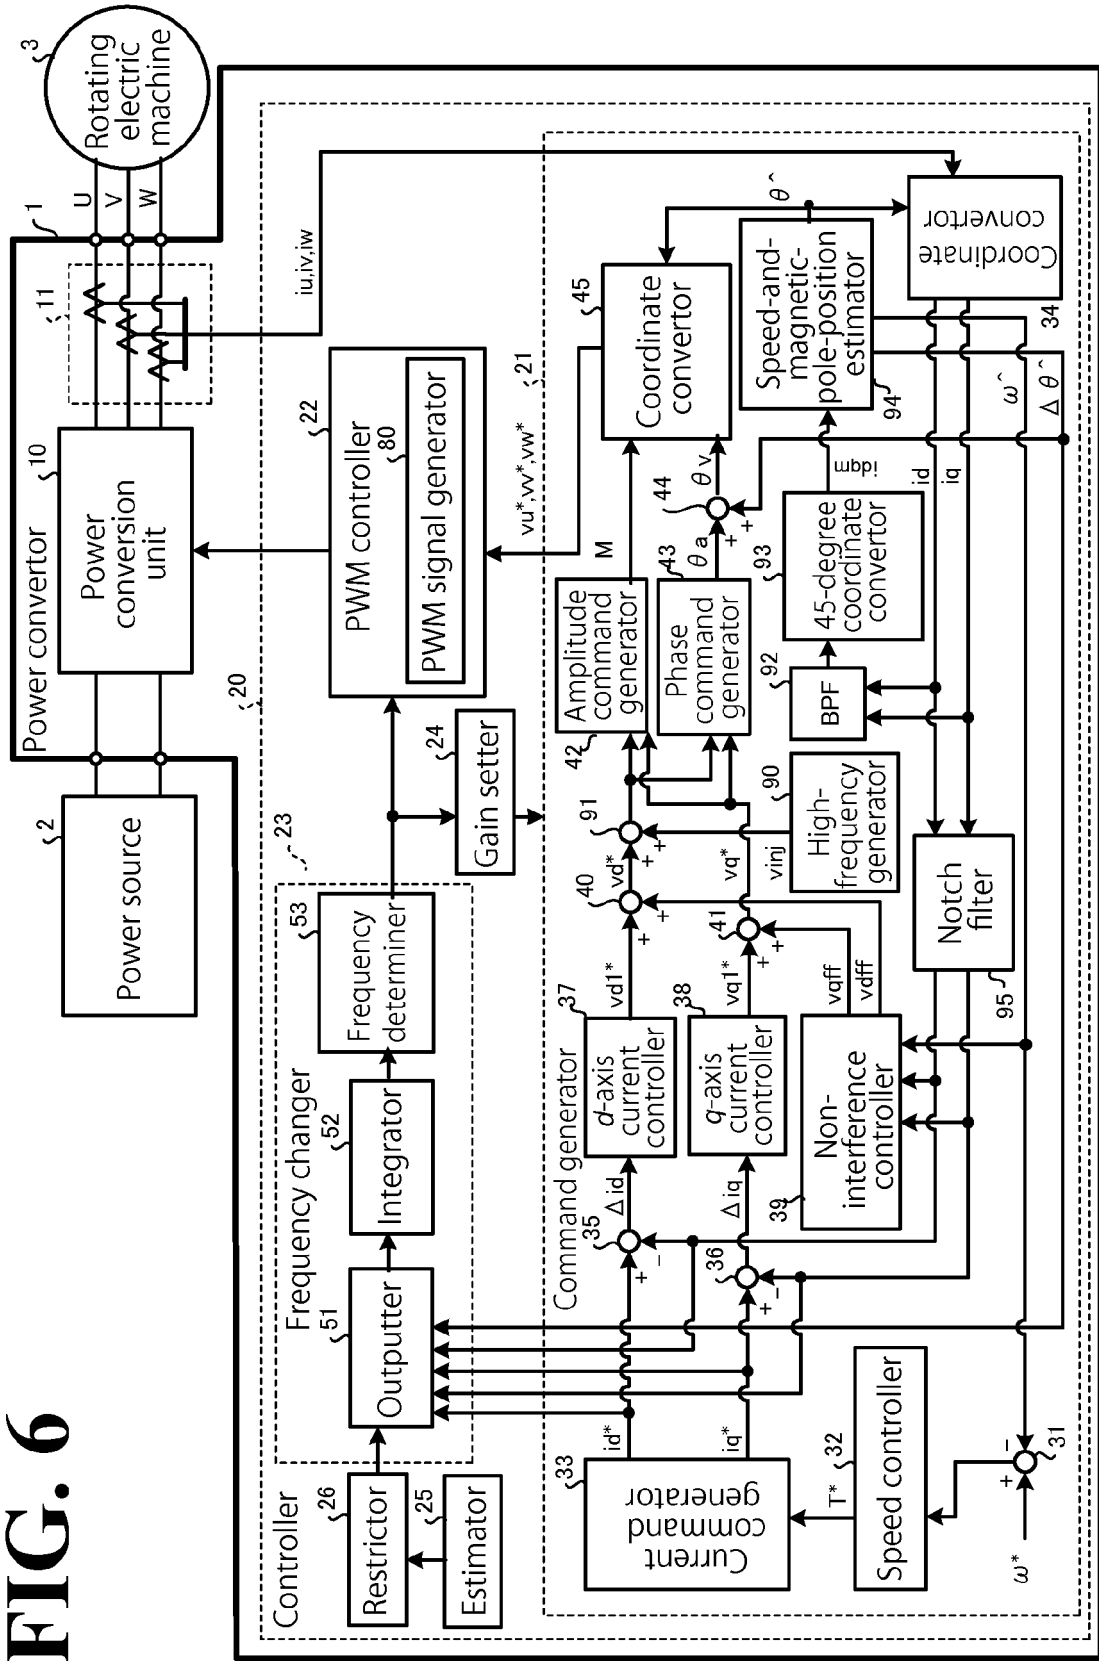 FIG. 6
Power source
2
Power convertor
1
Power
conversion
unit
10
11
U
V
W
Rotating
electric
machine
3
Controller
20
Restrictor
26
Estimator
25
Frequency changer
23
Outputter
51
Integrator
52
Frequency
determiner
53
Gain setter
24
PWM controller
22
PWM signal generator
80
iu,iv,iw
vu*,vv*,vw*
21
Command generator
Current
command
generator
33
id*
iq*
T*
Speed controller
32
ω*
+
−
31
+
−
35
Δid
+
−
36
Δiq
d-axis
current
controller
37
q-axis
current
controller
38
vd1*
vq1*
Non-
interference
controller
39
vqff
vdff
+
+
40
vd*
+
+
41
vq*
+
+
91
vinj
High-
frequency
generator
90
Amplitude
command
generator
42
M
Phase
command
generator
43
θa
+
+
44
θv
Coordinate
convertor
45
BPF
92
45-degree
coordinate
convertor
93
idqm
Speed-and-
magnetic-
pole-position
estimator
94
θ^
ω^
Δθ^
Coordinate
convertor
34
id
iq
Notch
filter
95